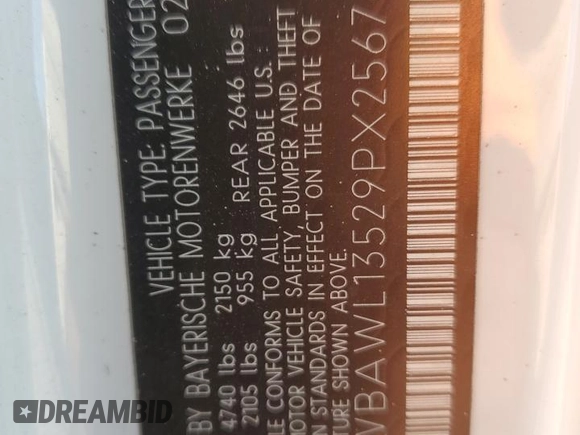 VEHICLE TYPE: PASSENGER
BY BAYERISCHE MOTORENWERKE 02
4740 lbs 2150 kg
2105 lbs 955 kg REAR 2646 lbs
LE CONFORMS TO ALL APPLICABLE U.S.
MOTOR VEHICLE SAFETY, BUMPER AND THEFT
N STANDARDS IN EFFECT ON THE DATE OF
TURE SHOWN ABOVE.
WBAWL13529PX2567
DREAMBID